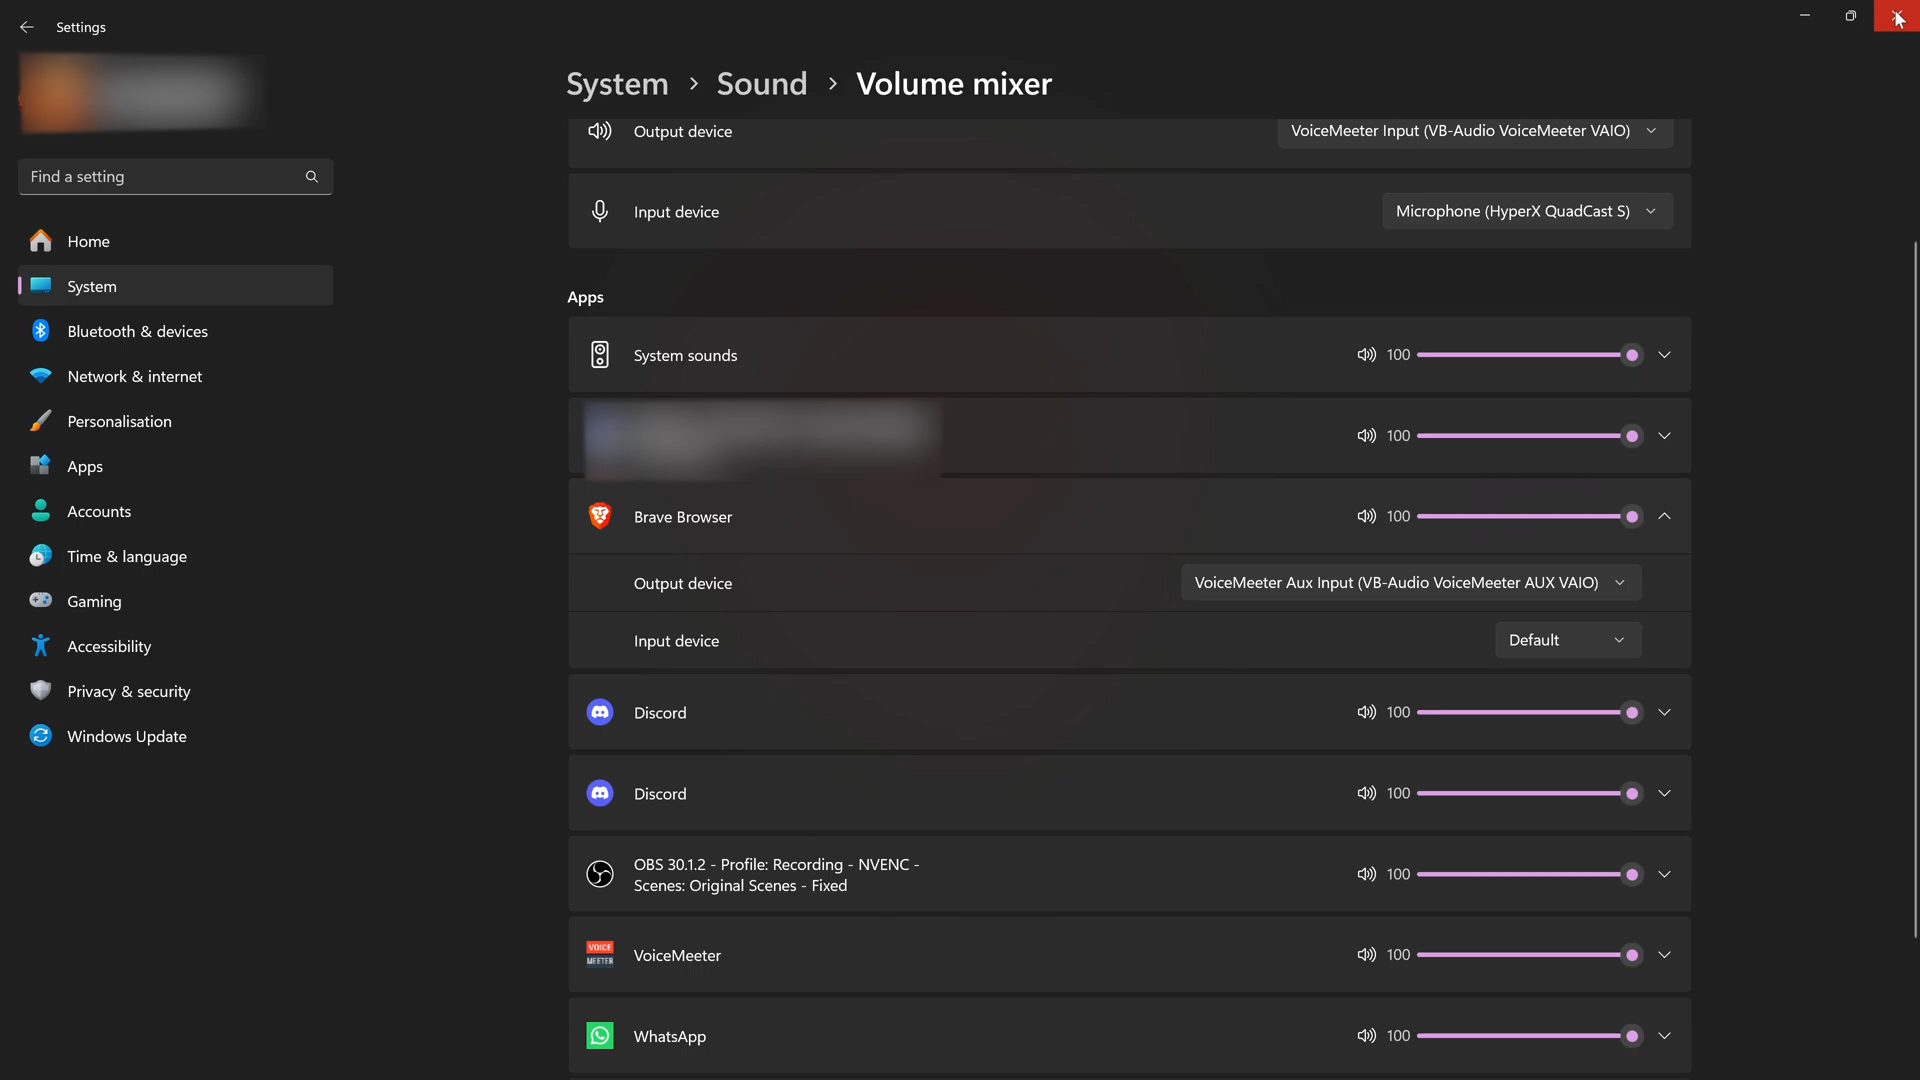 Settings
System > Sound > Volume mixer
Find a setting
Home
System
Bluetooth & devices
Network & internet
Personalisation
Apps
Accounts
Time & language
Gaming
Accessibility
Privacy & security
Windows Update
Output device
VoiceMeeter Input (VB-Audio VoiceMeeter VAIO)
Input device
Microphone (HyperX QuadCast S)
Apps
System sounds
100
100
Brave Browser
100
Output device
VoiceMeeter Aux Input (VB-Audio VoiceMeeter AUX VAIO)
Input device
Default
Discord
100
Discord
100
OBS 30.1.2 - Profile: Recording - NVENC -
Scenes: Original Scenes - Fixed
100
VOICE
MEETER
VoiceMeeter
100
WhatsApp
100